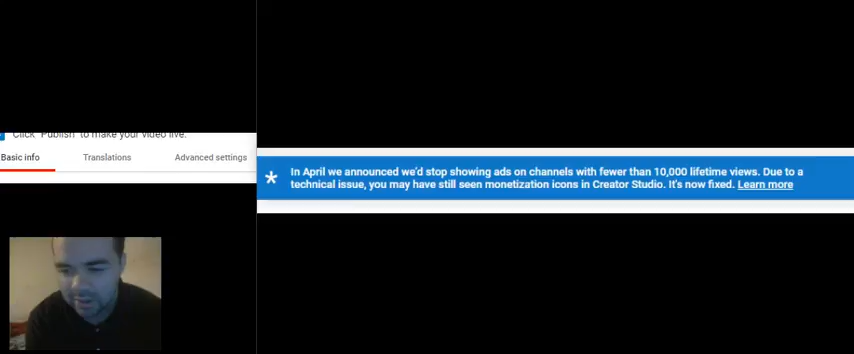 Click "Publish" to make your video live.
Basic info
Translations
Advanced settings
In April we announced we'd stop showing ads on channels with fewer than 10,000 lifetime views. Due to a
technical issue, you may have still seen monetization icons in Creator Studio. It's now fixed. Learn more